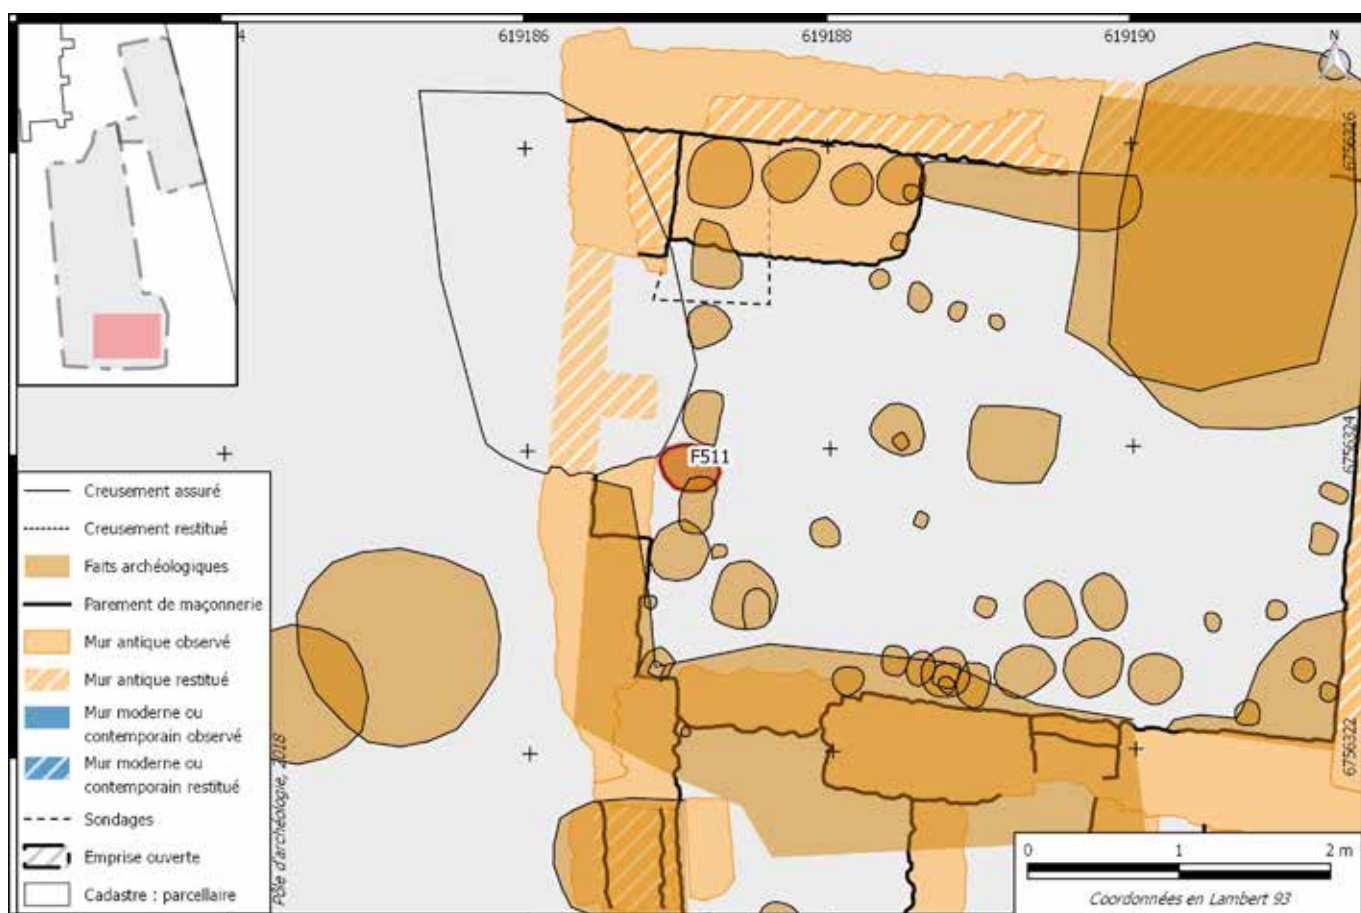 4
619186
619188
619190
N
6756326
6756324
6756322
F511
Creusement assuré
Creusement restitué
Faits archéologiques
Parement de maçonnerie
Mur antique observé
Mur antique restitué
Mur moderne ou
contemporain observé
Mur moderne ou
contemporain restitué
Sondages
Emprise ouverte
Cadastre : parcellaire
Pôle d'archéologie, 2018
0 1 2 m
Coordonnées en Lambert 93